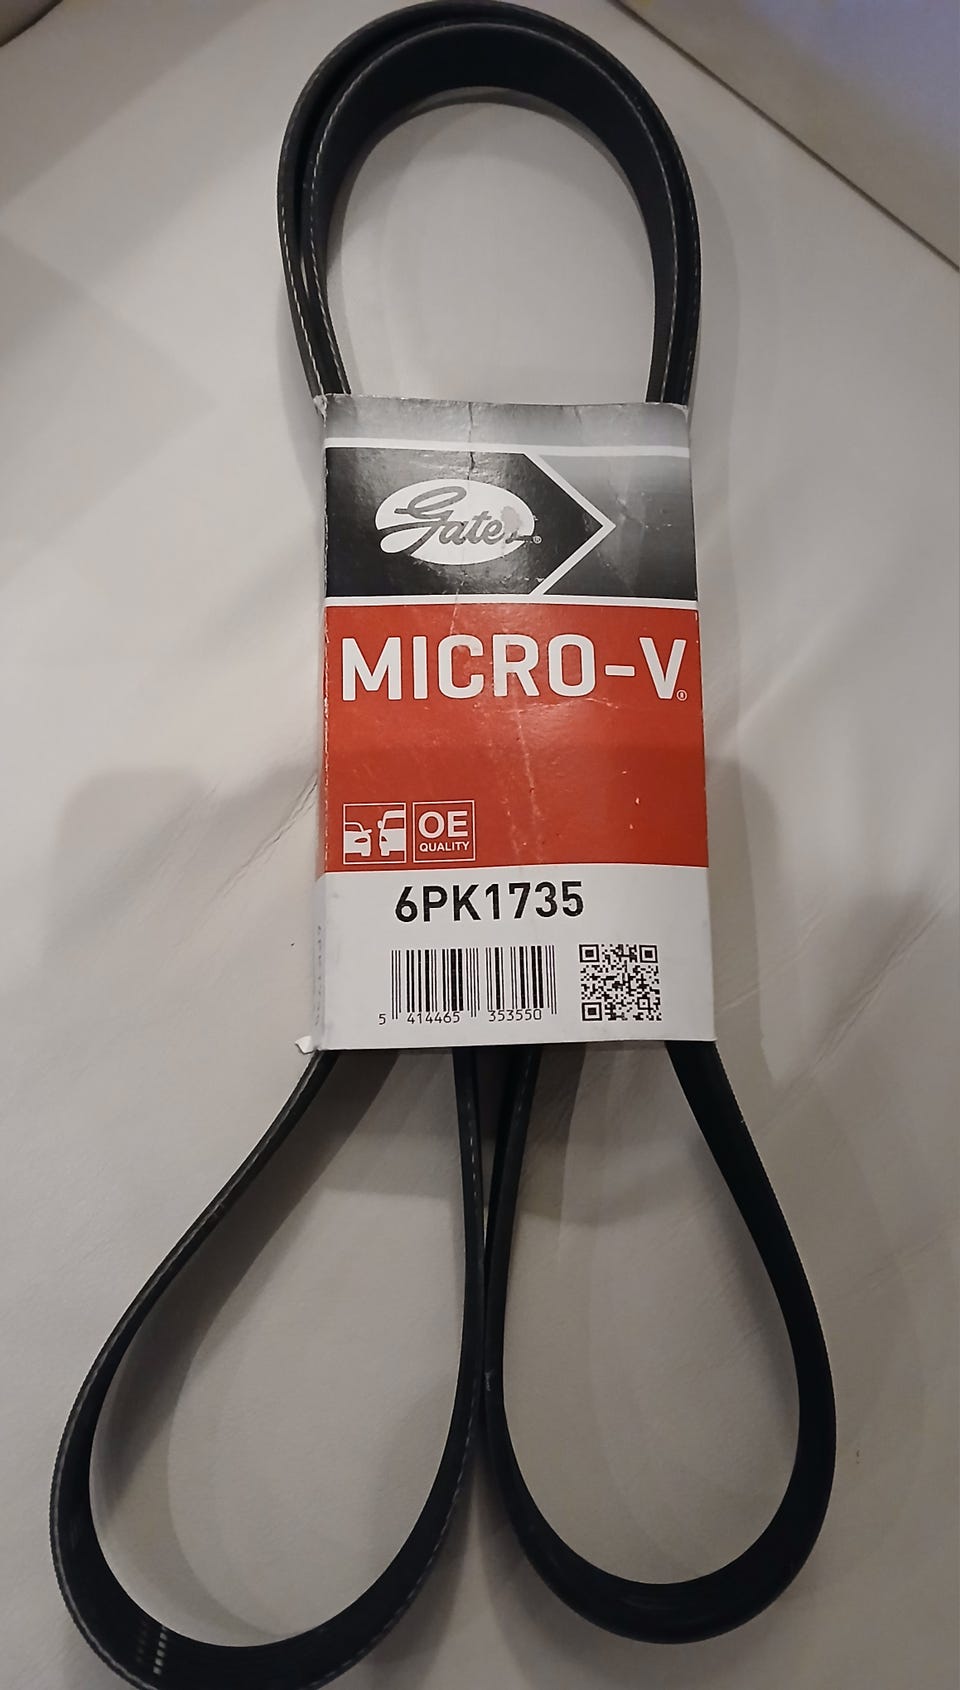 Gates®
MICRO-V®
OE
QUALITY
6PK1735
5 414465 353550